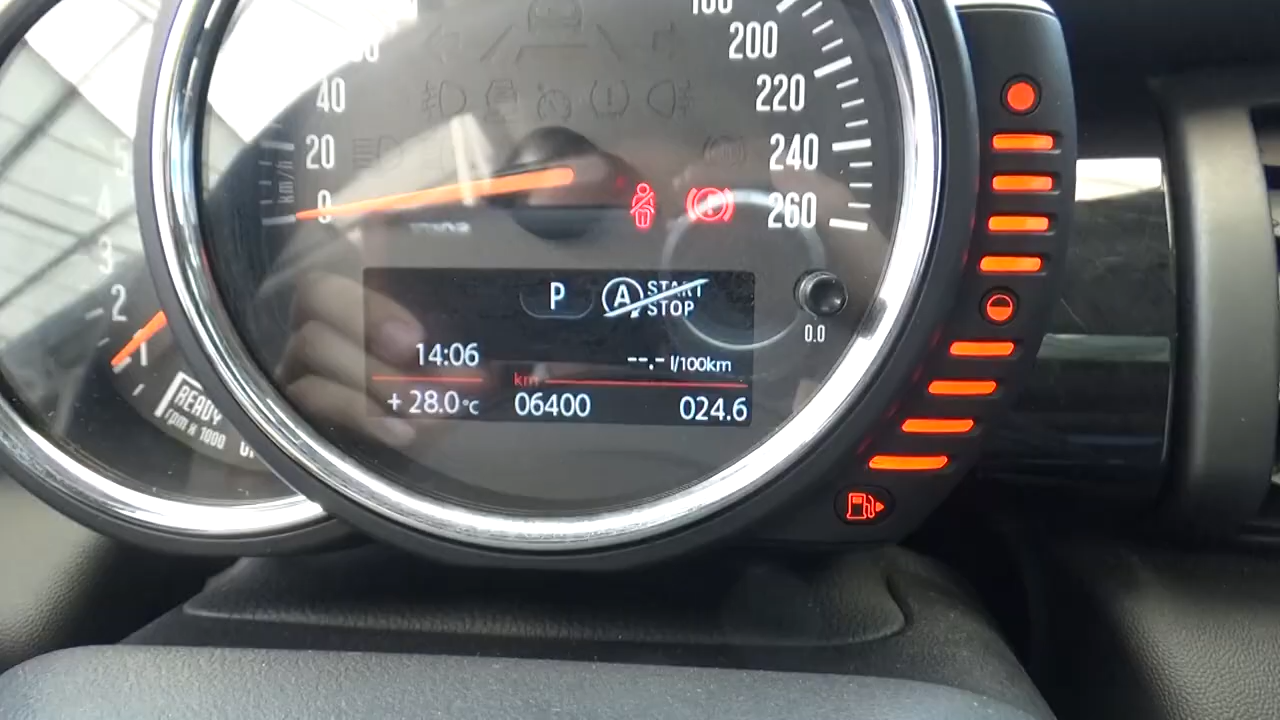 200
40
220
20
240
0
260
km/h
5
4
3
2
1
READY
rpm x 1000
P
A START
STOP
0.0
14:06
--.- l/100km
km
+ 28.0 °c
06400
024.6